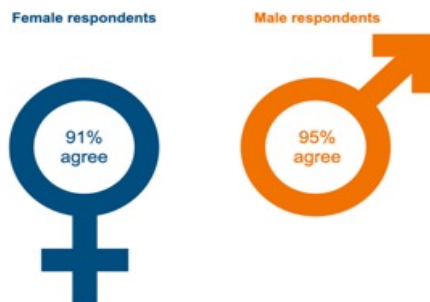 Female respondents
Male respondents
91%
agree
95%
agree